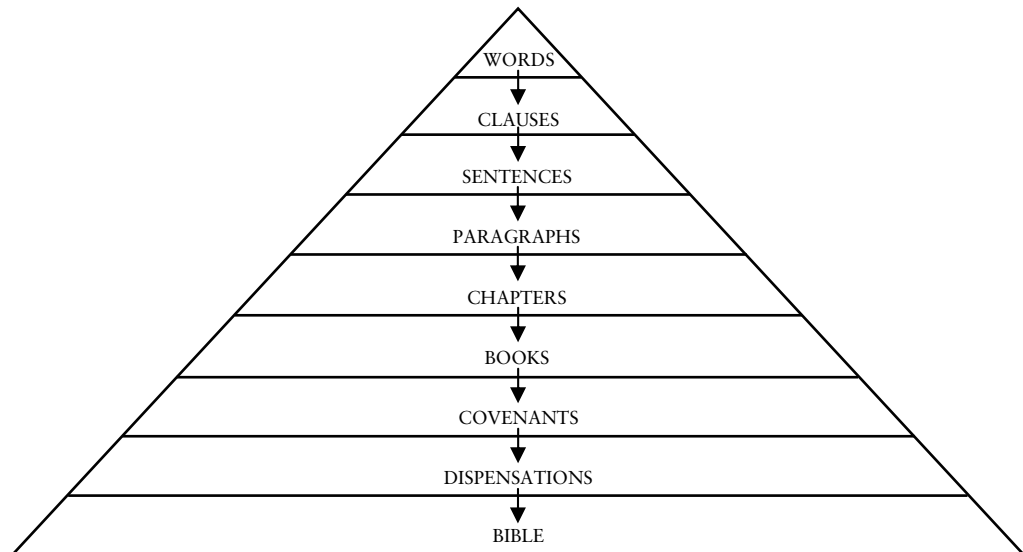 WORDS
CLAUSES
SENTENCES
PARAGRAPHS
CHAPTERS
BOOKS
COVENANTS
DISPENSATIONS
BIBLE